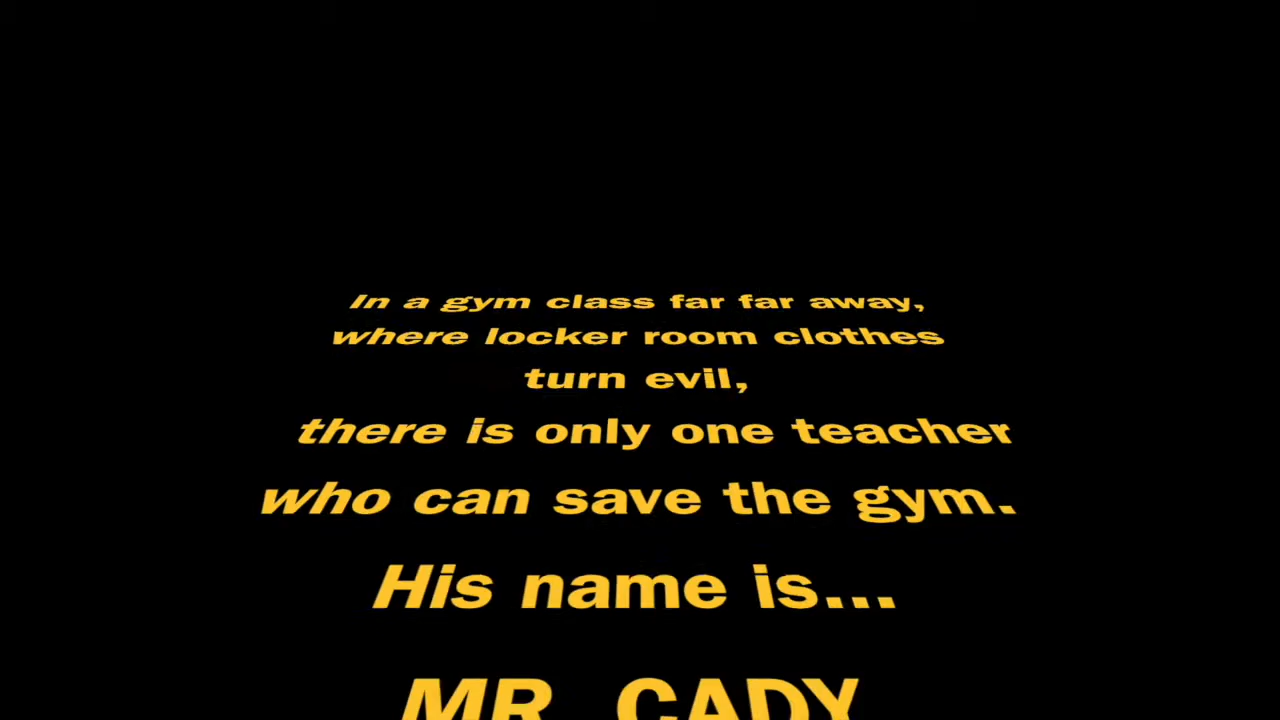 In a gym class far far away,
where locker room clothes
turn evil,
there is only one teacher
who can save the gym.
His name is...
MR. CADY